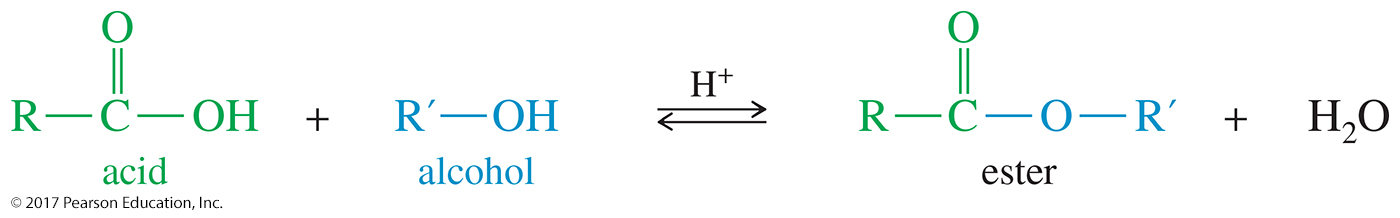 O O
H⁺
R—C—OH + R′—OH ⇌ R—C—O—R′ + H₂O
acid alcohol ester
© 2017 Pearson Education, Inc.